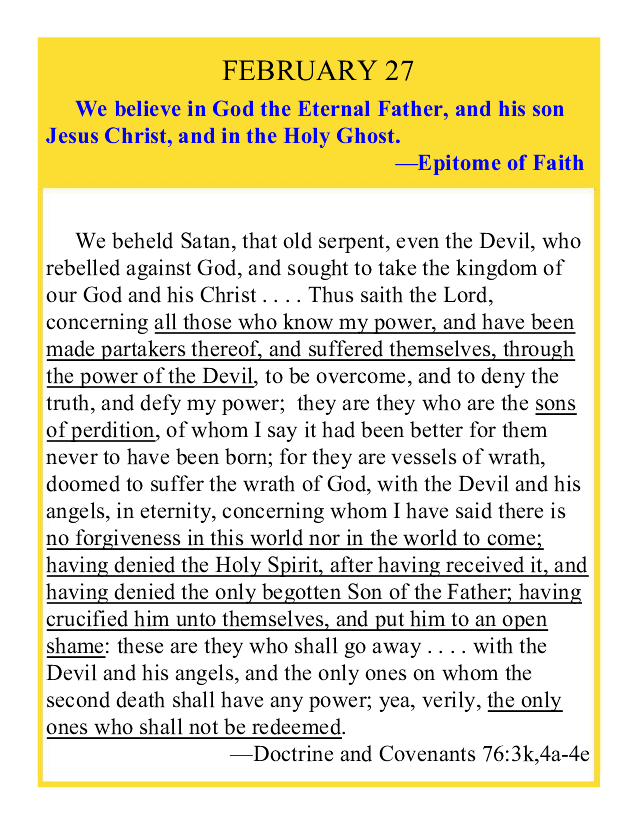 FEBRUARY 27
We believe in God the Eternal Father, and his son
Jesus Christ, and in the Holy Ghost.
—Epitome of Faith
We beheld Satan, that old serpent, even the Devil, who
rebelled against God, and sought to take the kingdom of
our God and his Christ . . . . Thus saith the Lord,
concerning all those who know my power, and have been
made partakers thereof, and suffered themselves, through
the power of the Devil, to be overcome, and to deny the
truth, and defy my power;  they are they who are the sons
of perdition, of whom I say it had been better for them
never to have been born; for they are vessels of wrath,
doomed to suffer the wrath of God, with the Devil and his
angels, in eternity, concerning whom I have said there is
no forgiveness in this world nor in the world to come;
having denied the Holy Spirit, after having received it, and
having denied the only begotten Son of the Father; having
crucified him unto themselves, and put him to an open
shame: these are they who shall go away . . . . with the
Devil and his angels, and the only ones on whom the
second death shall have any power; yea, verily, the only
ones who shall not be redeemed.
—Doctrine and Covenants 76:3k,4a-4e